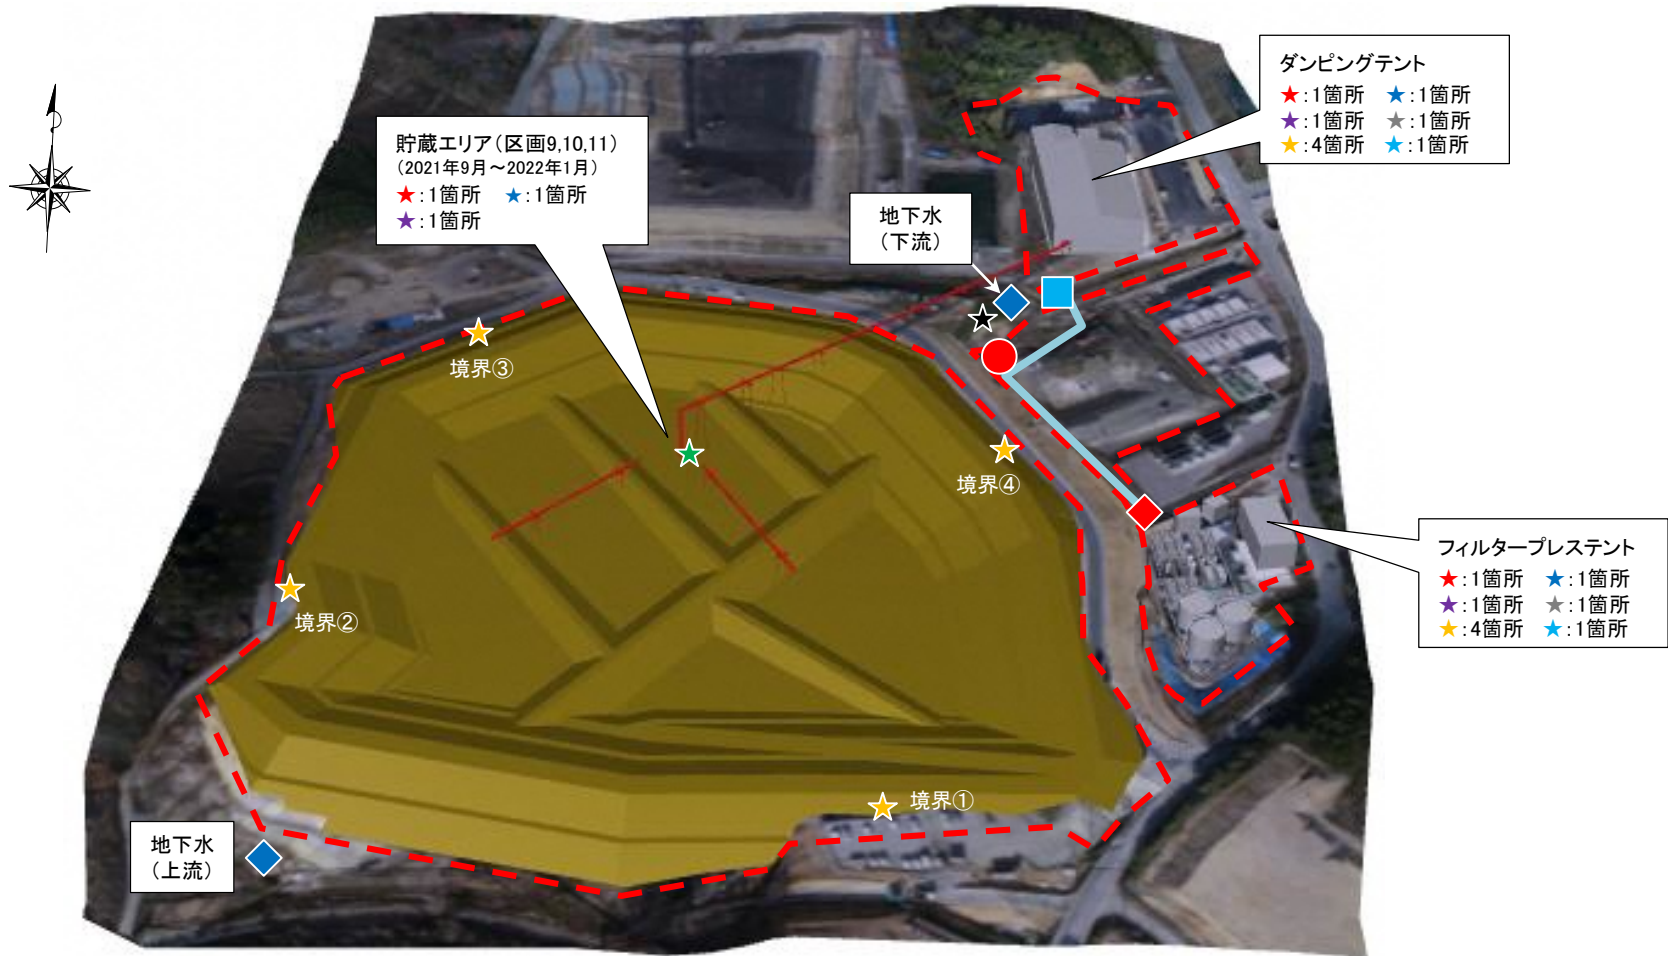 ダンピングテント
★:1箇所 ★:1箇所
★:1箇所 ★:1箇所
★:4箇所 ★:1箇所
貯蔵エリア(区画9,10,11)
(2021年9月～2022年1月)
★:1箇所 ★:1箇所
★:1箇所
地下水
(下流)
境界③
境界④
フィルタープレステント
★:1箇所 ★:1箇所
★:1箇所 ★:1箇所
★:4箇所 ★:1箇所
境界②
境界①
地下水
(上流)